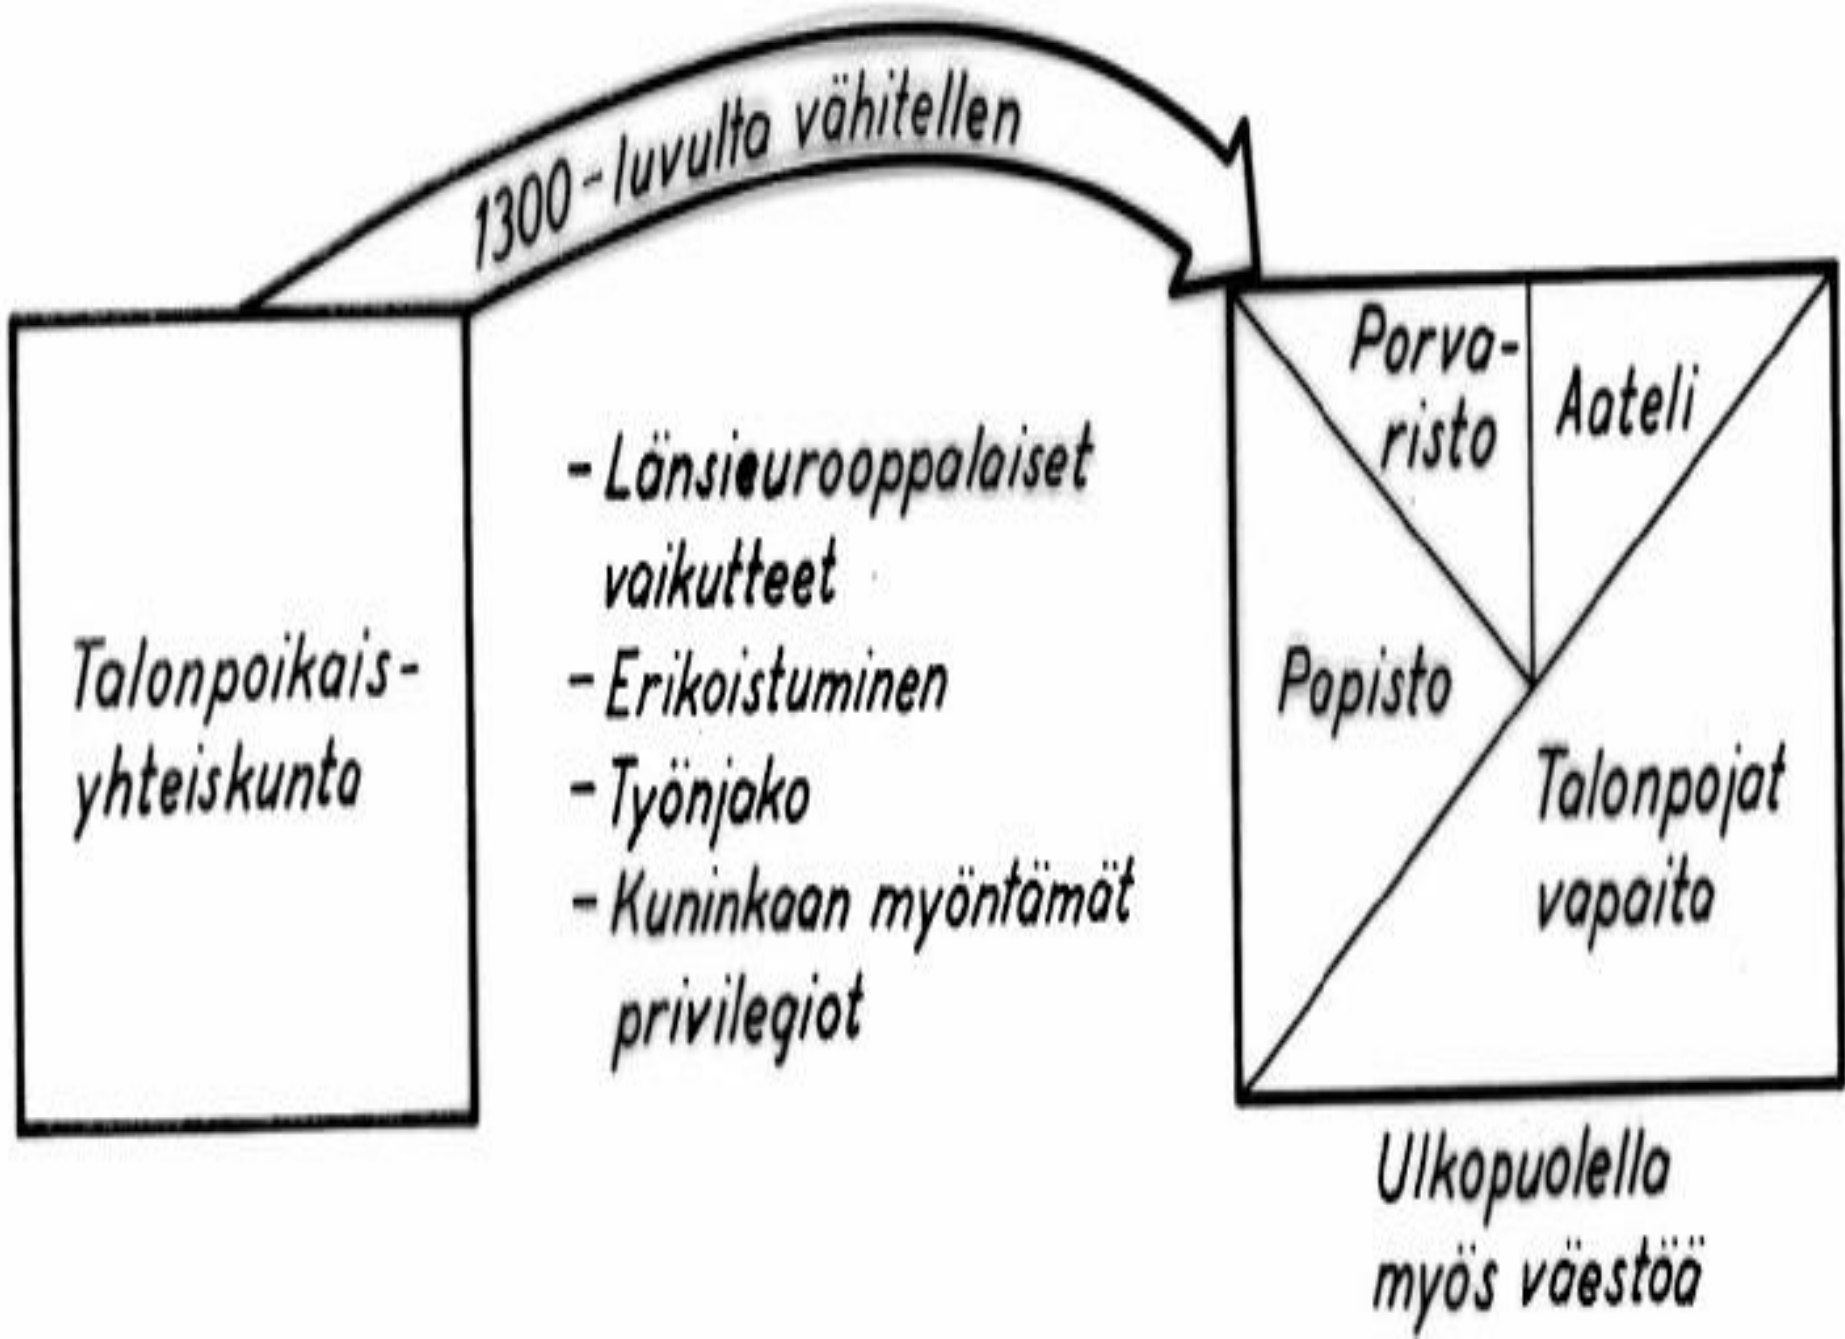 1300-luvulta vähitellen
Talonpoikais-
yhteiskunta
- Länsieurooppalaiset
vaikutteet
- Erikoistuminen
- Työnjako
- Kuninkaan myöntämät
privilegiot
Porva-
risto
Aateli
Papisto
Talonpojat
vapaita
Ulkopuolella
myös väestöä